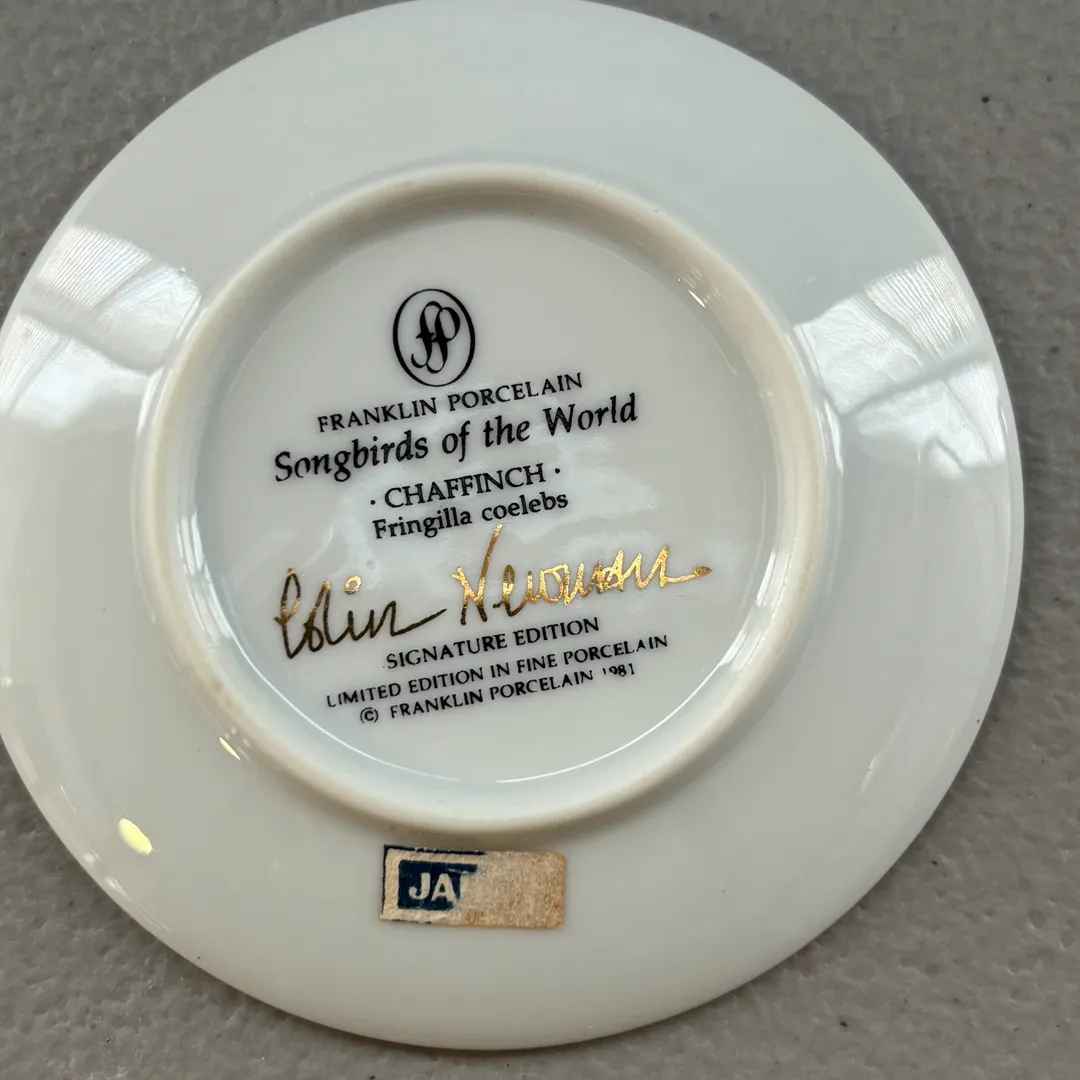 FP
FRANKLIN PORCELAIN
Songbirds of the World
· CHAFFINCH ·
Fringilla coelebs
Colin Newman
SIGNATURE EDITION
LIMITED EDITION IN FINE PORCELAIN
© FRANKLIN PORCELAIN 1981
JA